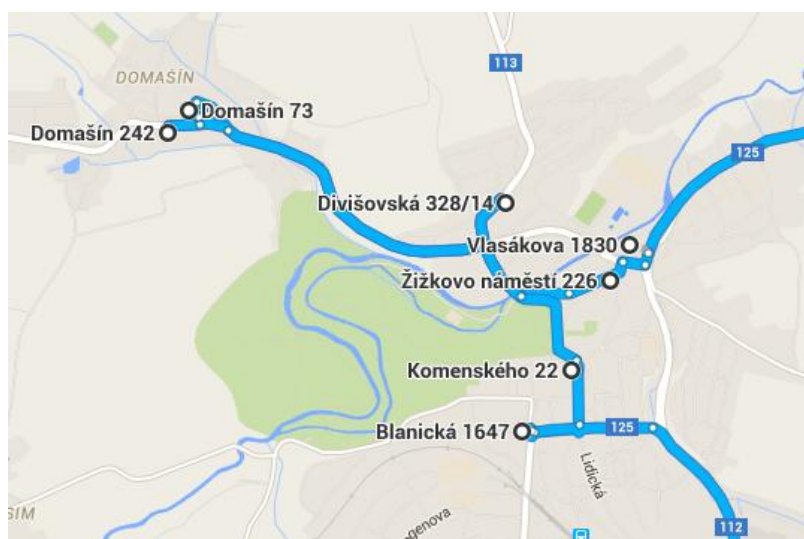 113
DOMAŠÍN
Domašín 73
Domašín 242
125
Divišovská 328/14
Vlasákova 1830
Žižkovo náměstí 226
Komenského 22
Blanická 1647
125
Lidická
SIM
112